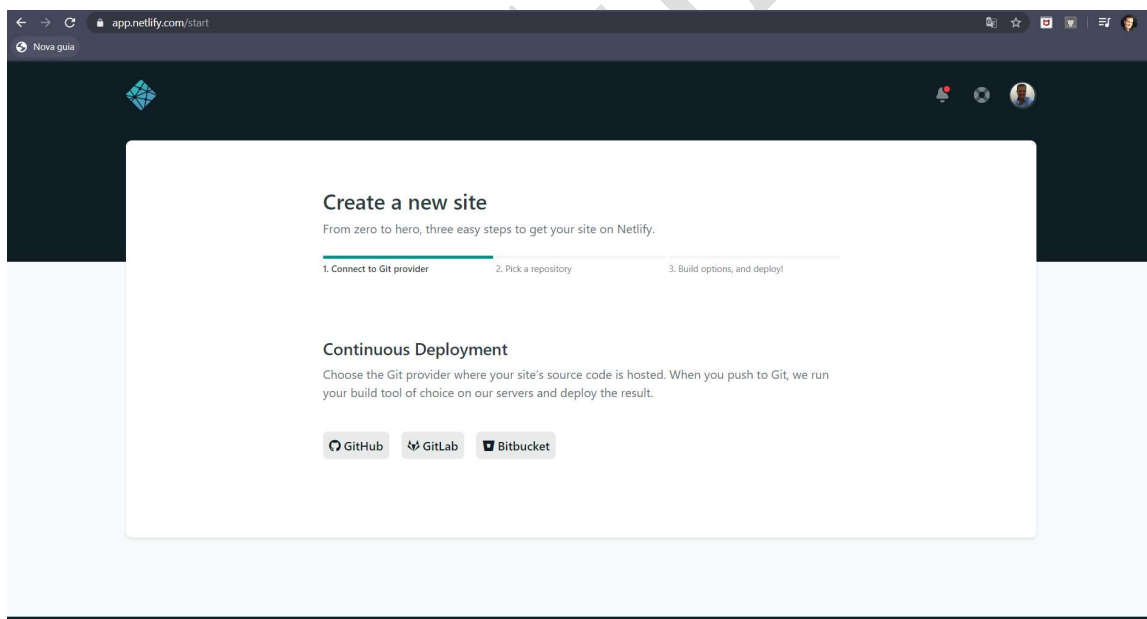 app.netlify.com/start
Nova guia
Create a new site
From zero to hero, three easy steps to get your site on Netlify.
1. Connect to Git provider
2. Pick a repository
3. Build options, and deploy!
Continuous Deployment
Choose the Git provider where your site's source code is hosted. When you push to Git, we run
your build tool of choice on our servers and deploy the result.
GitHub
GitLab
Bitbucket